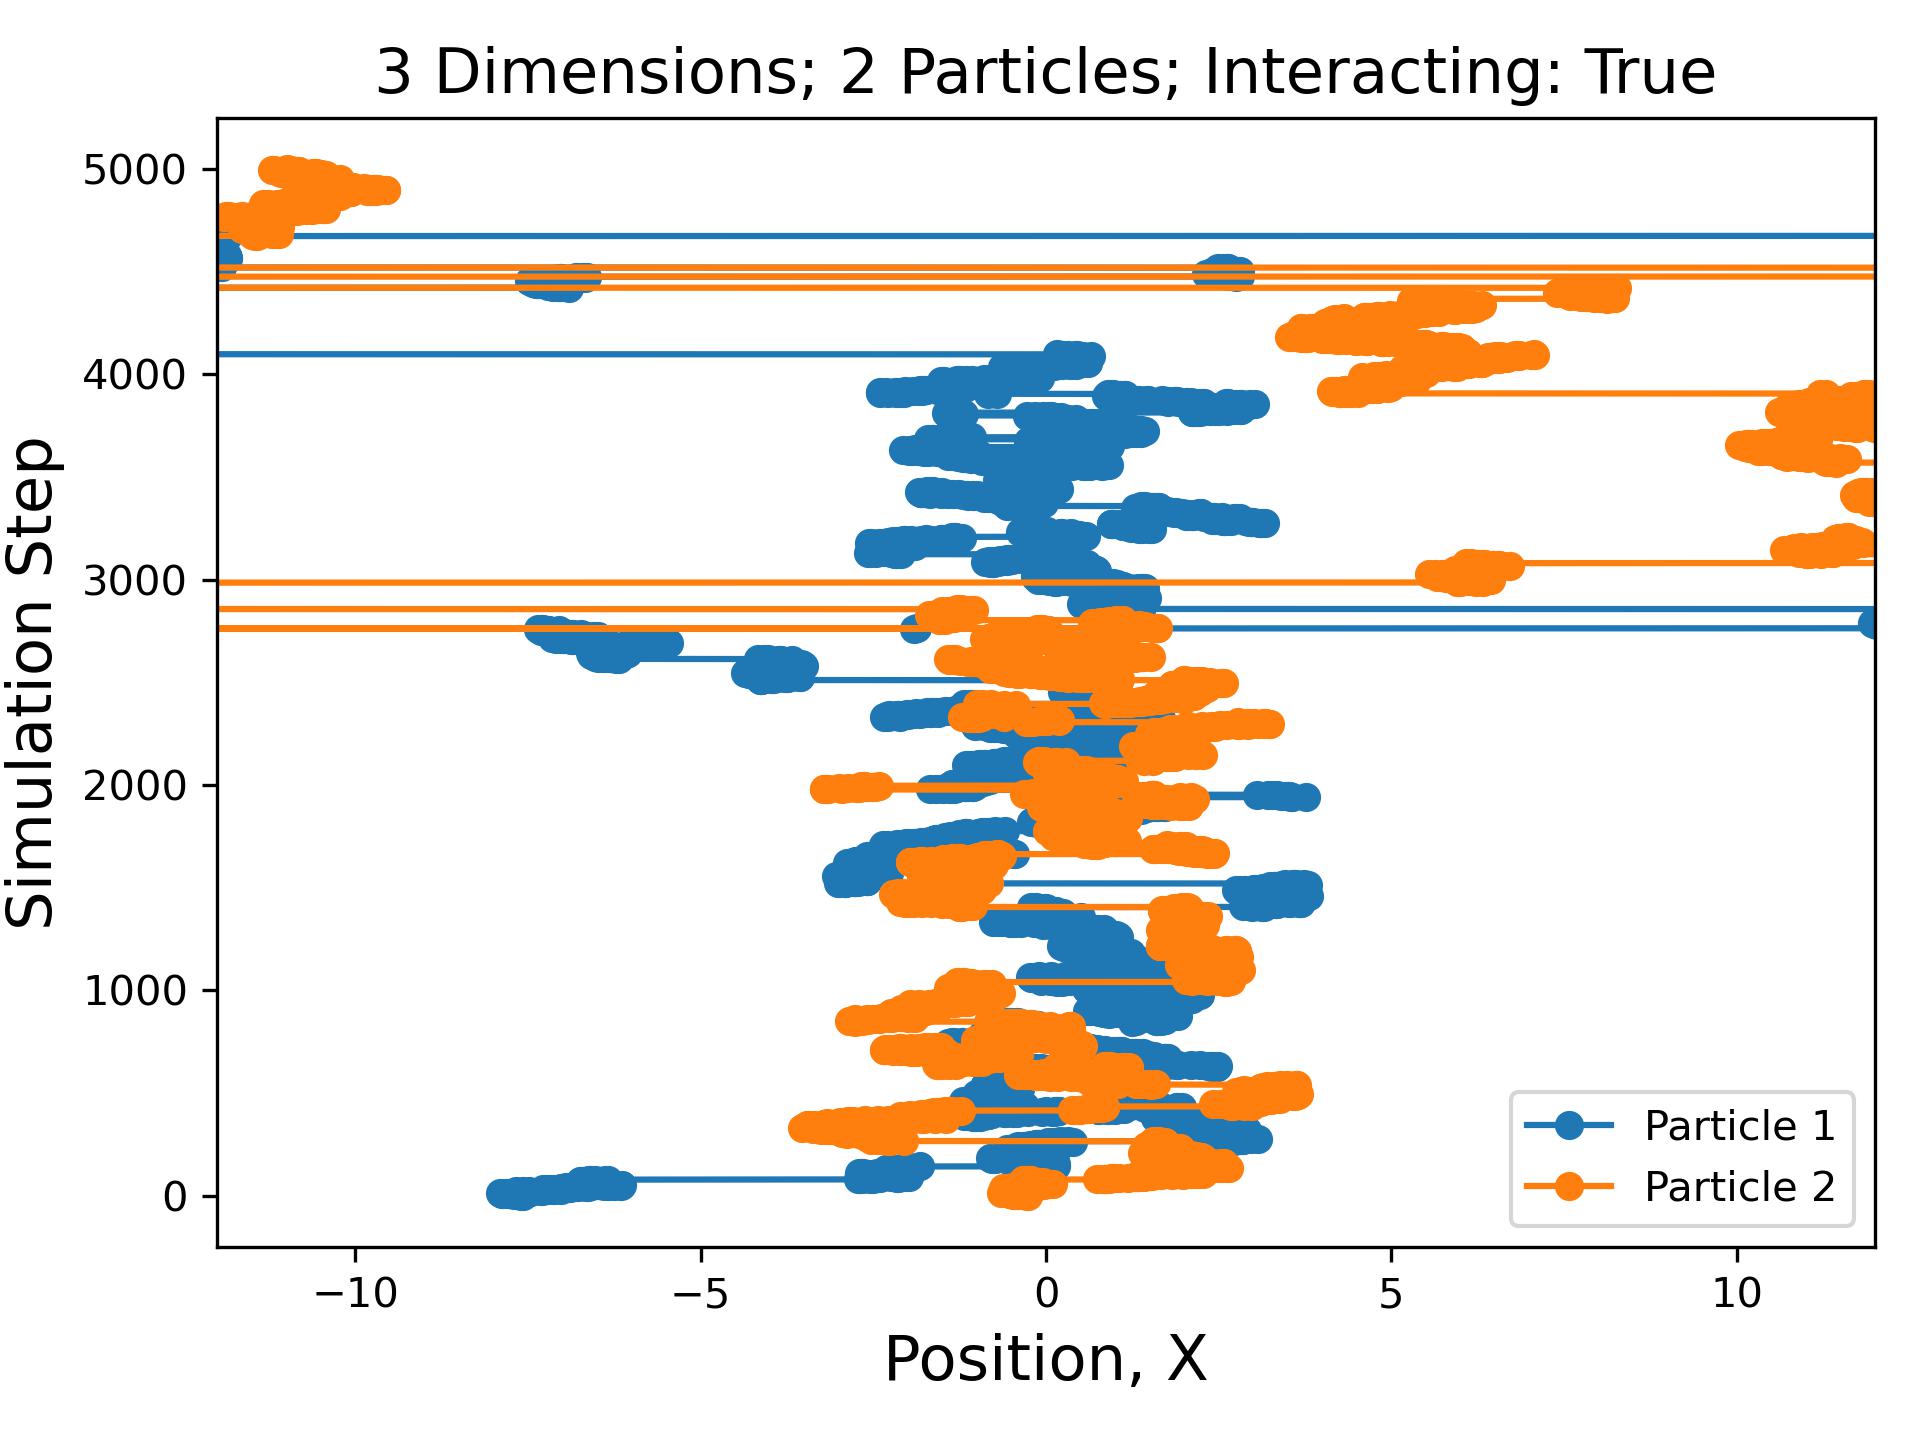 3 Dimensions; 2 Particles; Interacting: True
Simulation Step
5000
4000
3000
2000
1000
0
Particle 1
Particle 2
−10
−5
0
5
10
Position, X